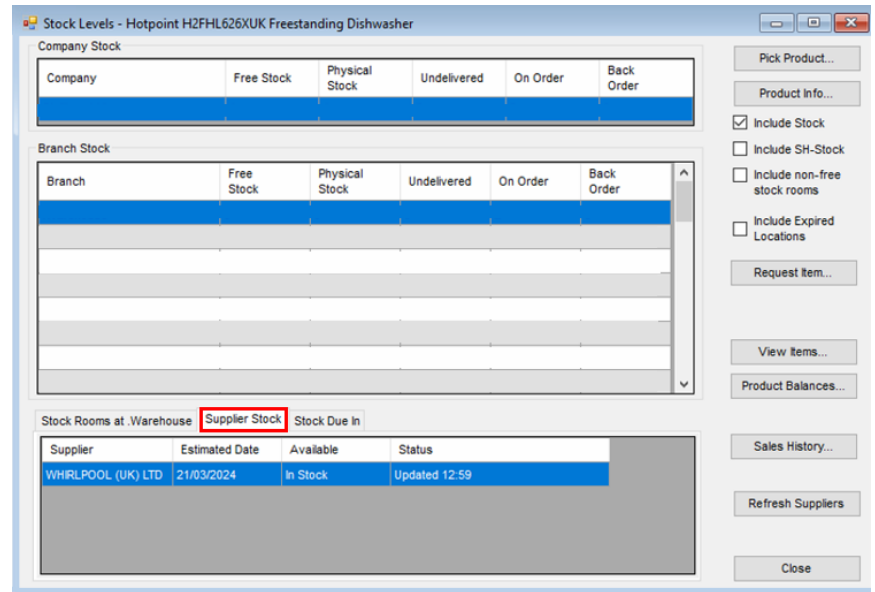 Stock Levels - Hotpoint H2FHL626XUK Freestanding Dishwasher
Company Stock
Company Free Stock Physical Stock Undelivered On Order Back Order
Branch Stock
Branch Free Stock Physical Stock Undelivered On Order Back Order
Stock Rooms at .Warehouse Supplier Stock Stock Due In
Supplier Estimated Date Available Status
WHIRLPOOL (UK) LTD 21/03/2024 In Stock Updated 12:59
Pick Product...
Product Info...
Include Stock
Include SH-Stock
Include non-free
stock rooms
Include Expired
Locations
Request Item...
View Items...
Product Balances...
Sales History...
Refresh Suppliers
Close